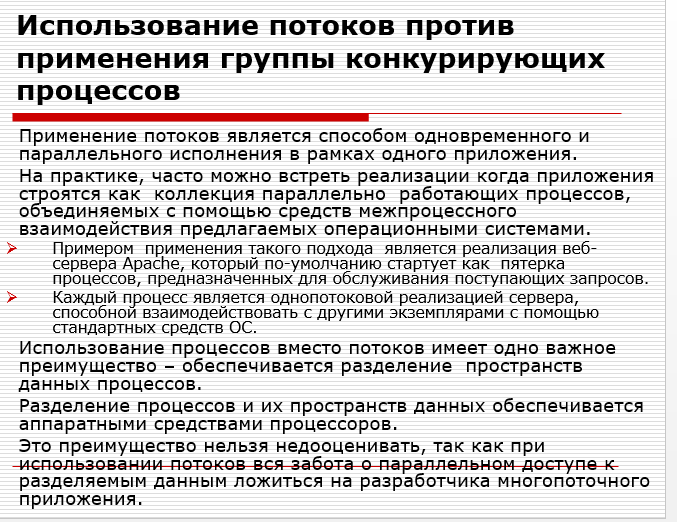 Использование потоков против
применения группы конкурирующих
процессов
Применение потоков является способом одновременного и
параллельного исполнения в рамках одного приложения.
На практике, часто можно встреть реализации когда приложения
строятся как коллекция параллельно работающих процессов,
объединяемых с помощью средств межпроцессного
взаимодействия предлагаемых операционными системами.
Примером применения такого подхода является реализация веб-
сервера Apache, который по-умолчанию стартует как пятерка
процессов, предназначенных для обслуживания поступающих запросов.
Каждый процесс является однопотоковой реализацией сервера,
способной взаимодействовать с другими экземплярами с помощью
стандартных средств ОС.
Использование процессов вместо потоков имеет одно важное
преимущество – обеспечивается разделение пространств
данных процессов.
Разделение процессов и их пространств данных обеспечивается
аппаратными средствами процессоров.
Это преимущество нельзя недооценивать, так как при
использовании потоков вся забота о параллельном доступе к
разделяемым данным ложиться на разработчика многопоточного
приложения.